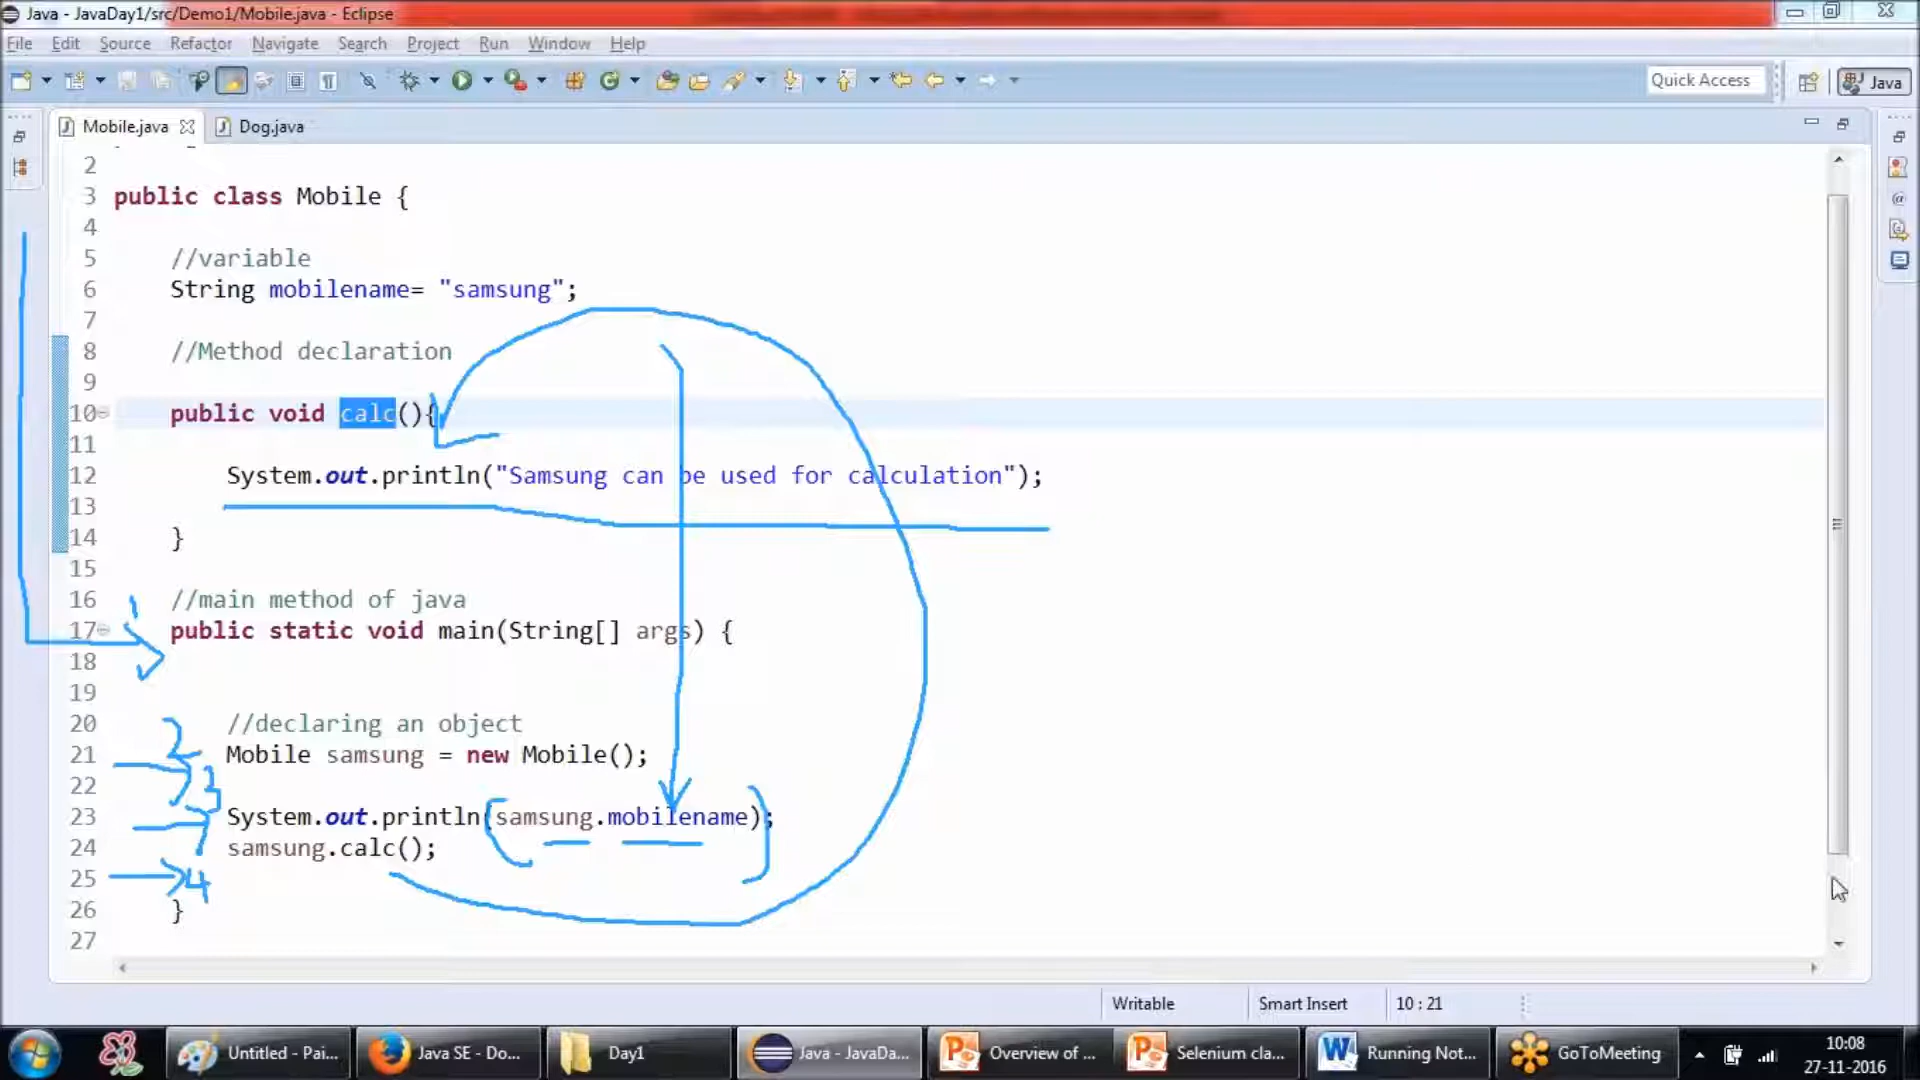 Java - JavaDay1/src/Demo1/Mobile.java - Eclipse
File Edit Source Refactor Navigate Search Project Run Window Help
Quick Access
Java
Mobile.java
Dog.java
2
3 public class Mobile {
4
5 //variable
6 String mobilename= "samsung";
7
8 //Method declaration
9
10 public void calc(){
11
12 System.out.println("Samsung can be used for calculation");
13
14 }
15
16 //main method of java
17 public static void main(String[] args) {
18
19
20 //declaring an object
21 Mobile samsung = new Mobile();
22
23 System.out.println(samsung.mobilename);
24 samsung.calc();
25
26 }
27
1
2
3
4
Writable Smart Insert 10 : 21
Untitled - Pai...
Java SE - Do...
Day1
Java - JavaDa...
Overview of ...
Selenium cla...
Running Not...
GoToMeeting
10:08
27-11-2016